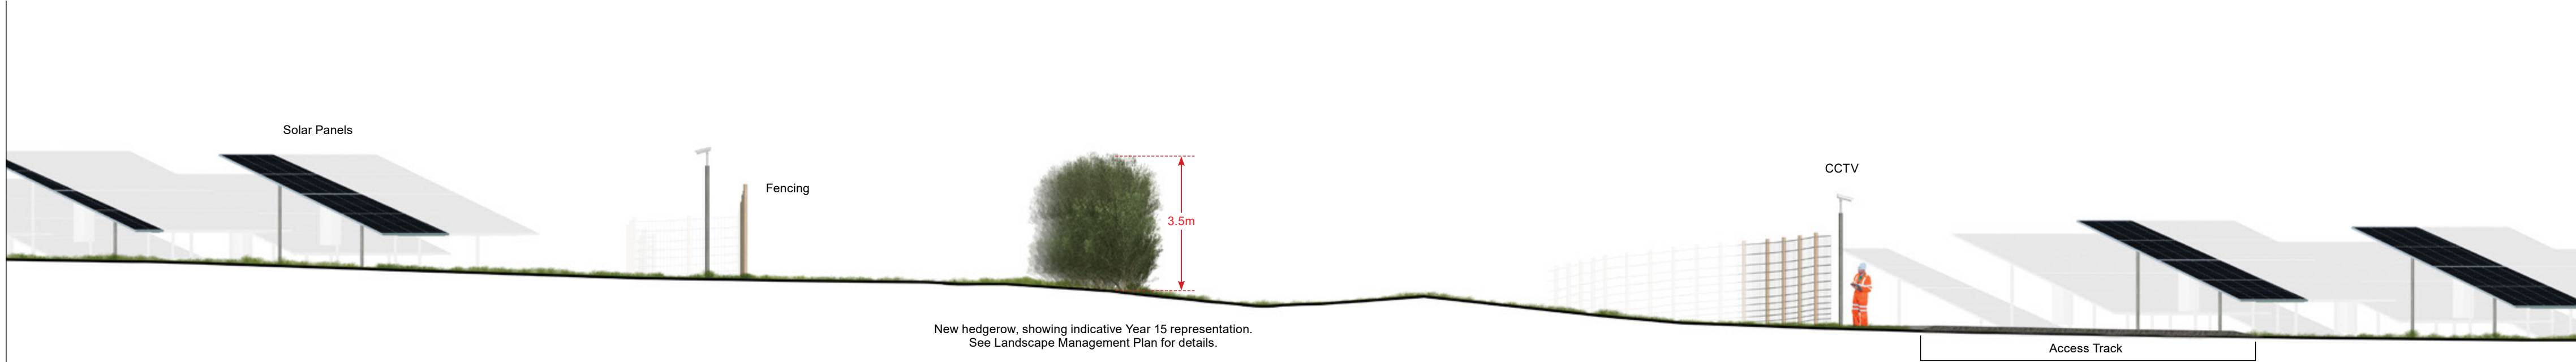 Solar Panels
Fencing
3.5m
CCTV
New hedgerow, showing indicative Year 15 representation.
See Landscape Management Plan for details.
Access Track